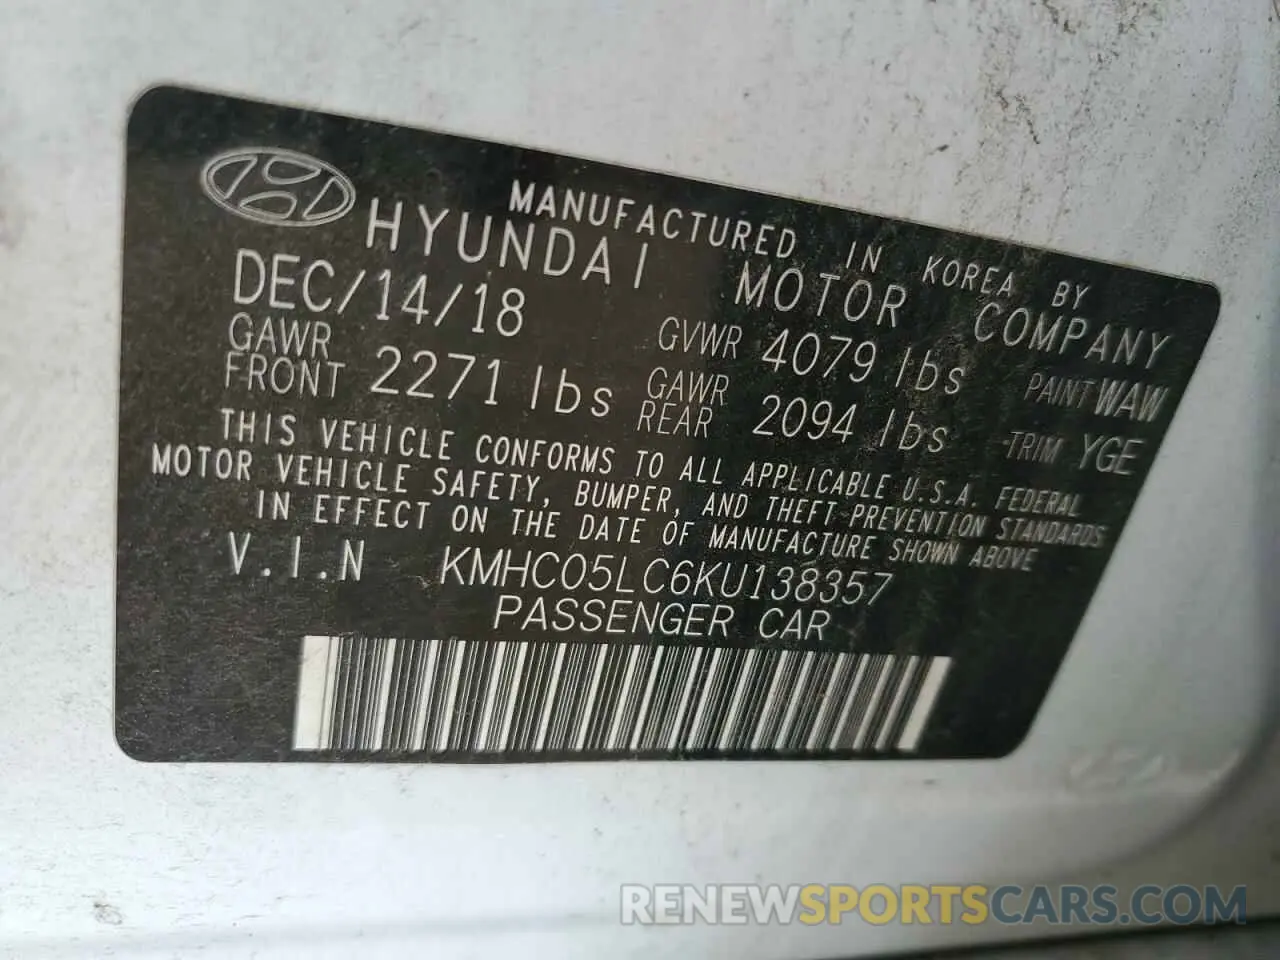 MANUFACTURED IN KOREA BY
HYUNDAI MOTOR COMPANY
DEC/14/18 GVWR 4079 lbs PAINT WAW
GAWR FRONT 2271 lbs GAWR REAR 2094 lbs TRIM YGE
THIS VEHICLE CONFORMS TO ALL APPLICABLE U.S.A. FEDERAL
MOTOR VEHICLE SAFETY, BUMPER, AND THEFT PREVENTION STANDARDS
IN EFFECT ON THE DATE OF MANUFACTURE SHOWN ABOVE
V.I.N KMHC05LC6KU138357
PASSENGER CAR
RENEWSPORTSCARS.COM